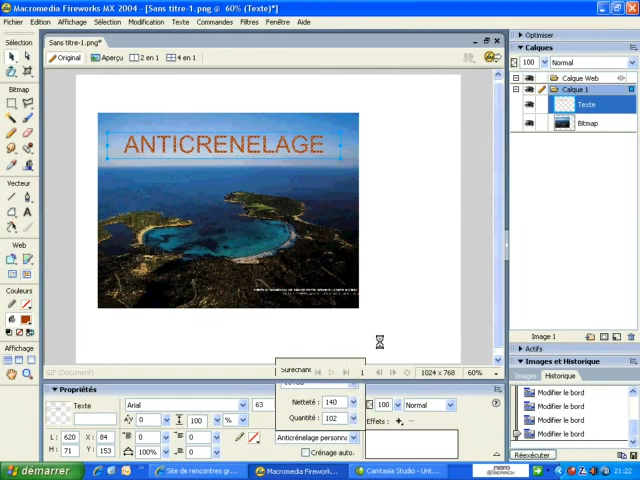 Macromedia Fireworks MX 2004 - [Sans titre-1.png @ 60% (Texte)*]
Fichier Edition Affichage Sélection Modification Texte Commandes Filtres Fenêtre Aide
Sélection
Bitmap
Vecteur
Web
Couleurs
Affichage
Sans titre-1.png*
Original Aperçu 2 en 1 4 en 1
ANTICRENELAGE
GIF (Document)
1 1024 x 768 60%
Optimiser
Calques
100 Normal
Calque Web
Calque 1
Texte
Bitmap
Image 1
Actifs
Images et Historique
Images Historique
Modifier le bord
Modifier le bord
Modifier le bord
Modifier le bord
Réexécuter
Propriétés
Texte
Arial 63
0 100 %
L : 620 X : 84
H : 71 Y : 153
0 0
100% 0
Netteté : 140
Quantité : 102
Crénage auto.
100 Normal
Effets :
démarrer
Site de rencontres gr...
Macromedia Firework...
Camtasia Studio - Unt...
nero
SEARCH
21:22